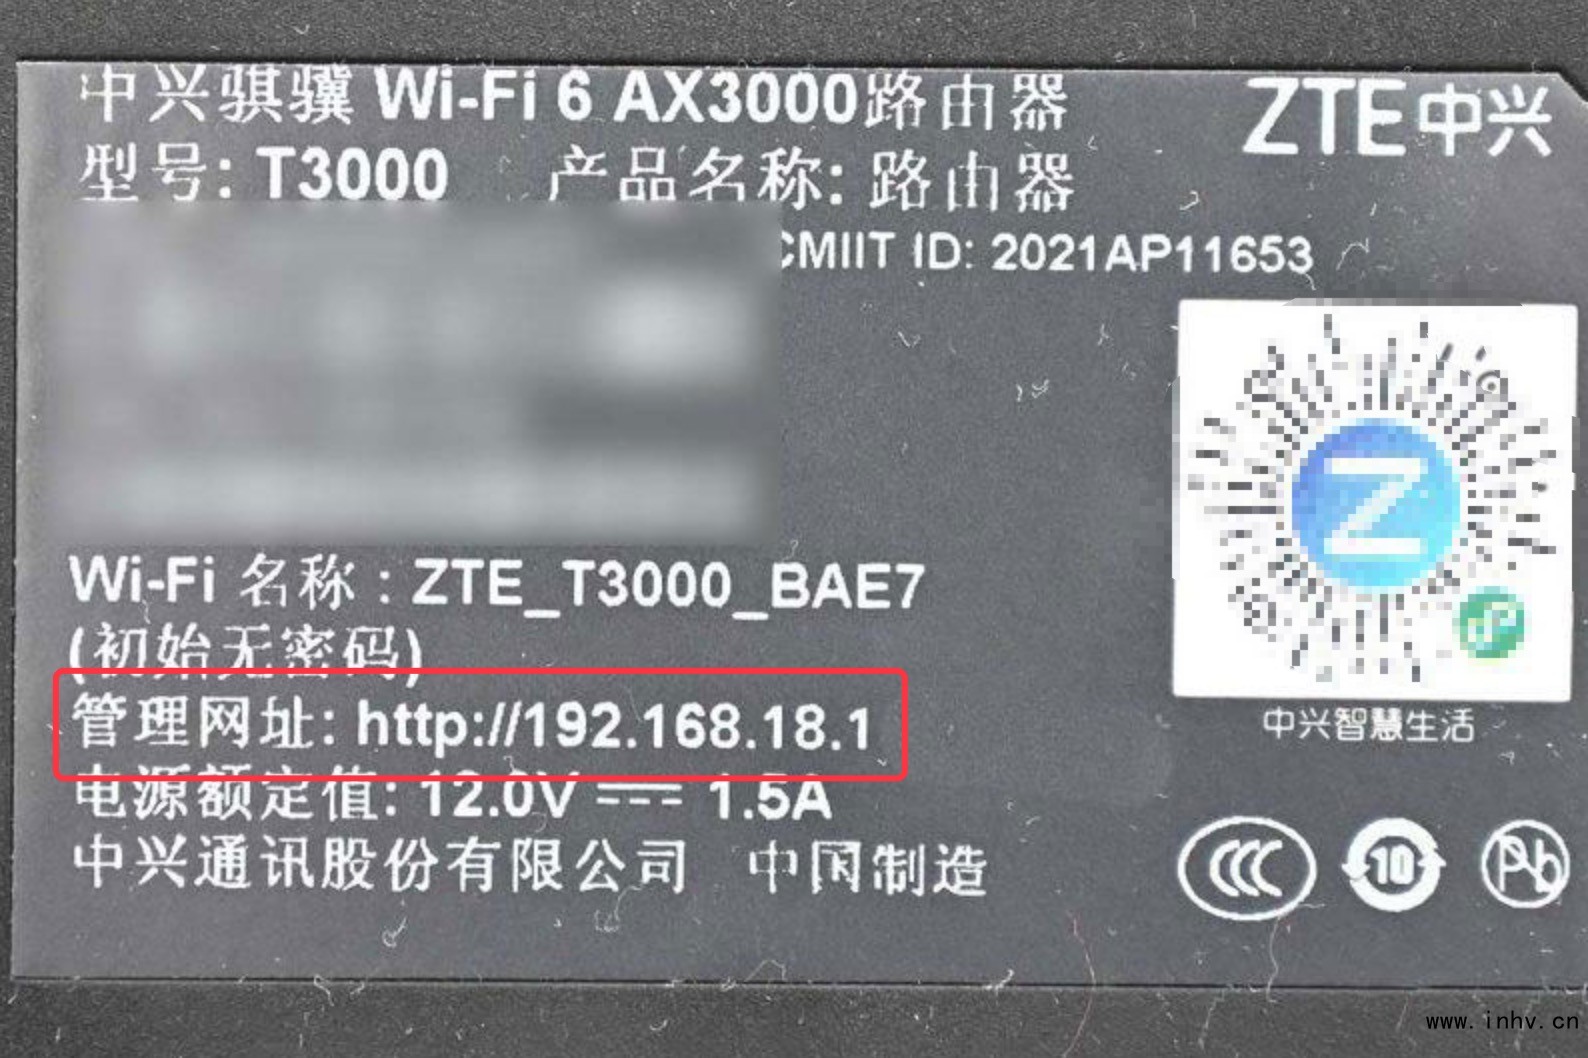 中兴骐骥 Wi-Fi 6 AX3000路由器
ZTE中兴
型号: T3000 产品名称: 路由器
CMIIT ID: 2021AP11653
Wi-Fi 名称：ZTE_T3000_BAE7
(初始无密码)
管理网址: http://192.168.18.1
中兴智慧生活
电源额定值: 12.0V 1.5A
中兴通讯股份有限公司 中国制造
CCC
10
Pb
www.inhv.cn